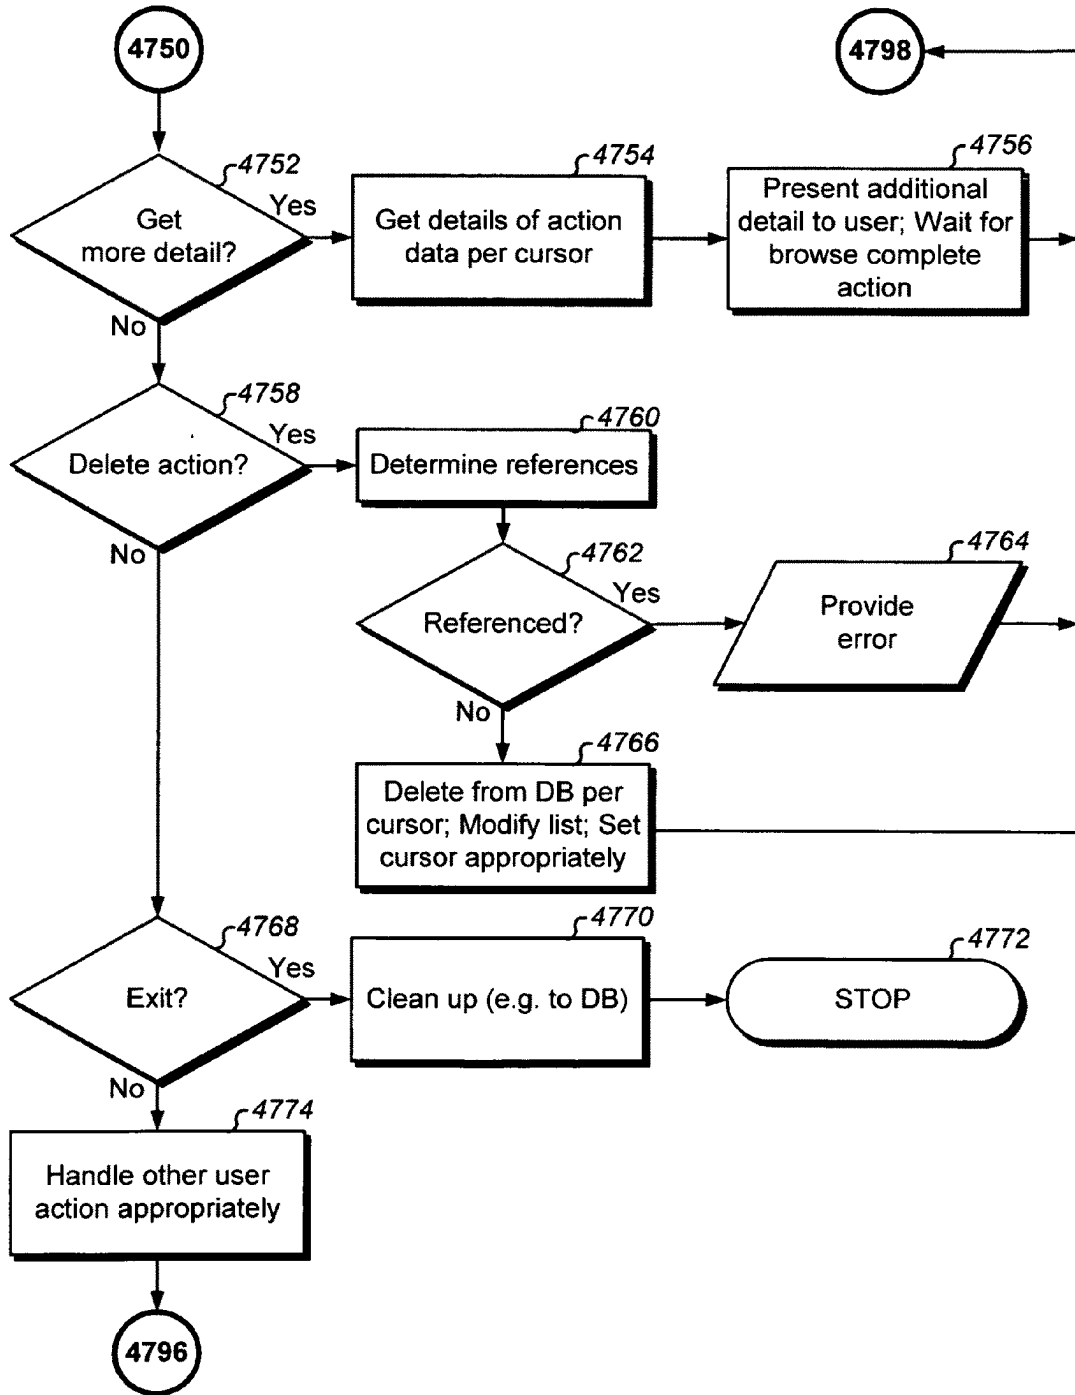 4750
4798
4752
Yes
Get
more detail?
No
4754
Get details of action
data per cursor
4756
Present additional
detail to user; Wait for
browse complete
action
4758
Yes
Delete action?
No
4760
Determine references
4762
Yes
Referenced?
No
4764
Provide
error
4766
Delete from DB per
cursor; Modify list; Set
cursor appropriately
4768
Yes
Exit?
No
4770
Clean up (e.g. to DB)
4772
STOP
4774
Handle other user
action appropriately
4796